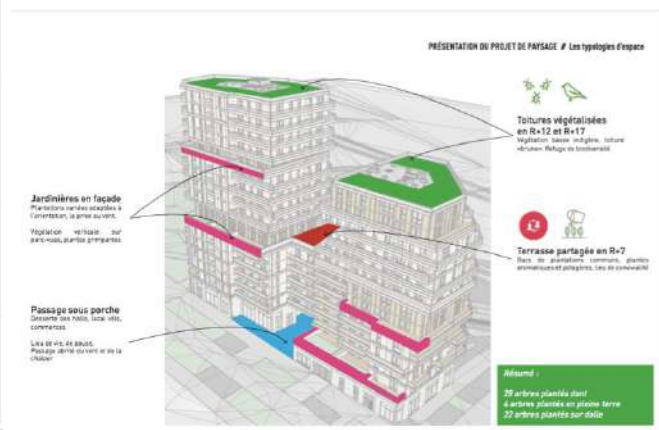 PRÉSENTATION DU PROJET DE PAYSAGE // Les typologies d'espace
Toitures végétalisées
en R+12 et R+17
Végétation basse indigène, toiture
«brune». Refuge de biodiversité
Jardinières en façade
Plantations variées adaptées à
l'orientation, la prise au vent.
Végétation verticale sur
pare-vues, plantes grimpantes
Terrasse partagée en R+7
Bacs de plantations communs, plantes
aromatiques et potagères, lieu de convivialité
Passage sous porche
Desserte des halls, local vélo,
commerces
Lieu de vie, de pause.
Passage abrité du vent et de la
chaleur
Résumé :
arbres plantés dont
arbres plantés en pleine terre
arbres plantés sur dalle